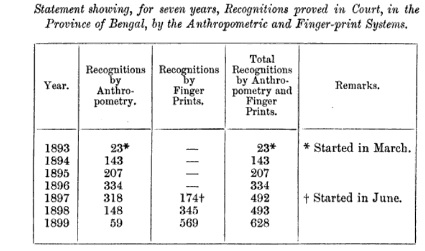 Statement showing, for seven years, Recognitions proved in Court, in the
Province of Bengal, by the Anthropometric and Finger-print Systems.
Year. | Recognitions by Anthro-pometry. | Recognitions by Finger Prints. | Total Recognitions by Anthro-pometry and Finger Prints. | Remarks.
1893 23* — 23* * Started in March.
1894 143 — 143
1895 207 — 207
1896 334 — 334
1897 318 174† 492 † Started in June.
1898 148 345 493
1899 59 569 628